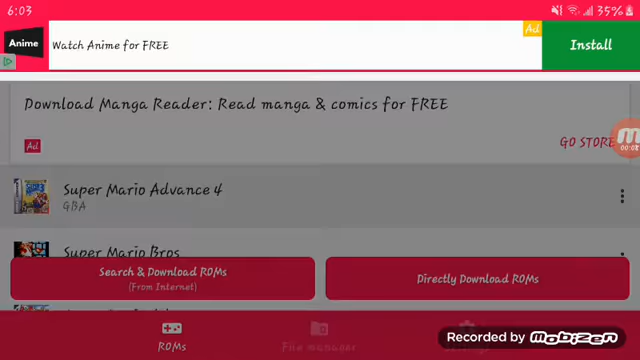 6:03
35%
Anime
Watch Anime for FREE
Ad
Install
Download Manga Reader: Read manga & comics for FREE
Ad
GO STORE
00:08
Super Mario Advance 4
GBA
Super Mario Bros
Search & Download ROMs
(From Internet)
Directly Download ROMs
ROMs
File manager
Recorded by mobizen